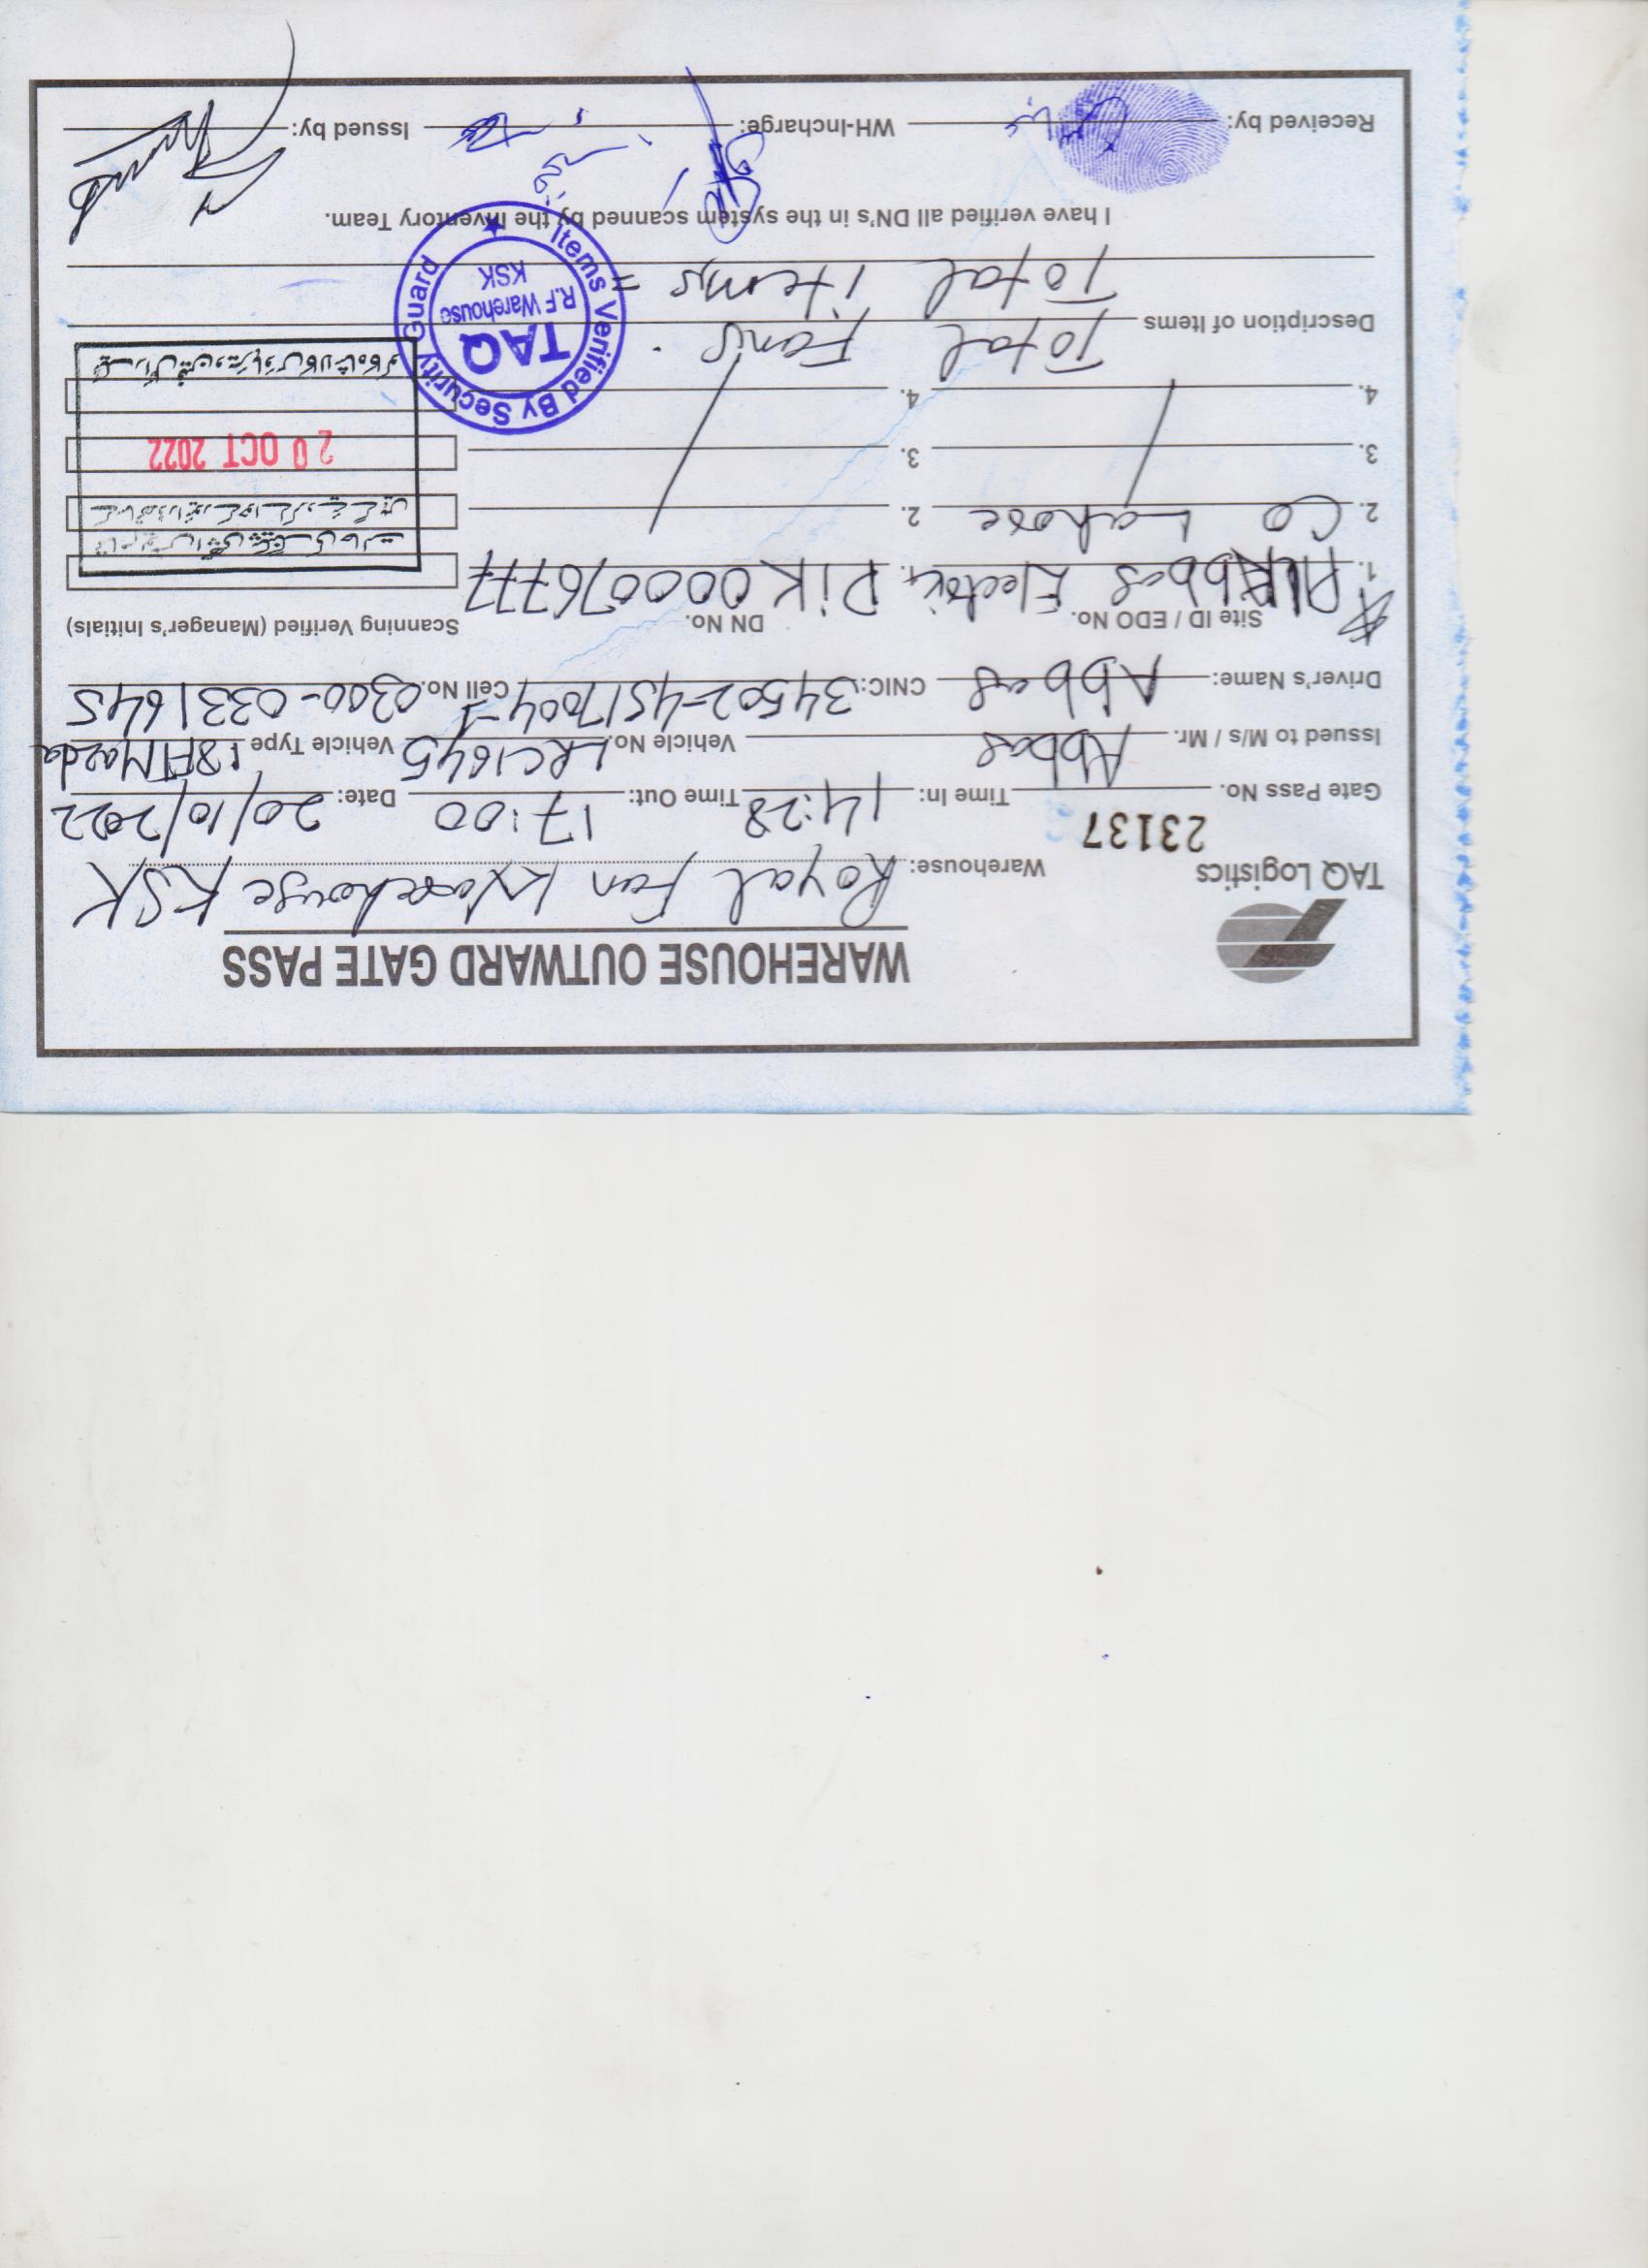 WAREHOUSE OUTWARD GATE PASS
TAQ Logistics
Warehouse: Royal Fan Warehouse KSK
Gate Pass No. 23137 Time In: 14:28 Time Out: 17:00 Date: 20/10/2022
Issued to M/s / Mr. Abbas Vehicle No. LRC1645 Vehicle Type 18FT Mazda
Driver's Name: Abbas CNIC: 34502-4517004-1 Cell No. 0300-0331645
Site ID / EDO No. DN No. Scanning Verified (Manager's Initials)
1. Abbas Electric 1. DiK000076777
2. Co Lahore 2.
3. 3.
4. 4.
تمام یونٹس اچھی پیکنگ کی حالت
کے ساتھ ڈرائیور کے حوالے کر دیئے گے ہیں
20 OCT 2022
ٹیک رائل فین ویئر ہاؤس کالا شاہ کاکو
Description of Items Total Fans
Total items =
Items Verified By Security Guard
TAQ
R.F Warehouse
KSK
I have verified all DN's in the system scanned by the Inventory Team.
Received by: عباس WH-Incharge: Issued by: